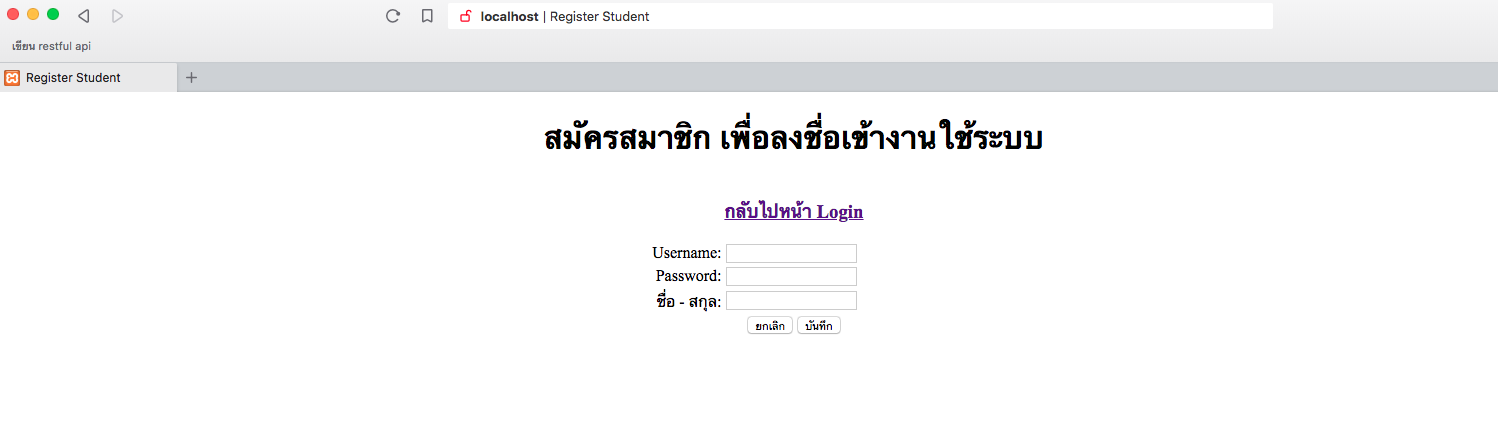 localhost | Register Student
เขียน restful api
Register Student
สมัครสมาชิก เพื่อลงชื่อเข้างานใช้ระบบ
กลับไปหน้า Login
Username:
Password:
ชื่อ - สกุล:
ยกเลิก บันทึก